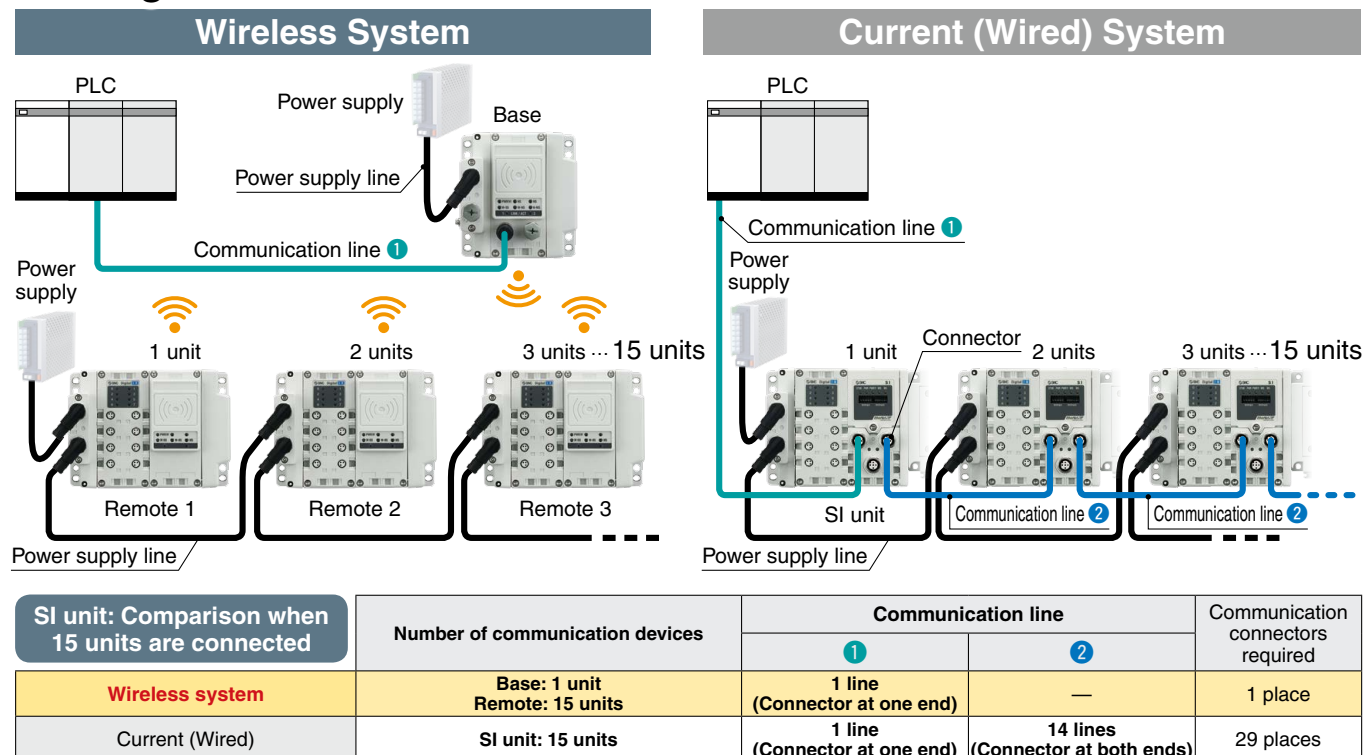 Wireless System
PLC
Power supply
Base
Power supply line
Communication line ①
Power
supply
1 unit
2 units
3 units ··· 15 units
Remote 1
Remote 2
Remote 3
Power supply line
Current (Wired) System
PLC
Communication line ①
Power
supply
Connector
1 unit
2 units
3 units ··· 15 units
SI unit
Communication line ②
Communication line ②
Power supply line
SI unit: Comparison when
15 units are connected
Number of communication devices
Communication line
①
②
Communication
connectors
required
Wireless system
Base: 1 unit
Remote: 15 units
1 line
(Connector at one end)
—
1 place
Current (Wired)
SI unit: 15 units
1 line
(Connector at one end)
14 lines
(Connector at both ends)
29 places